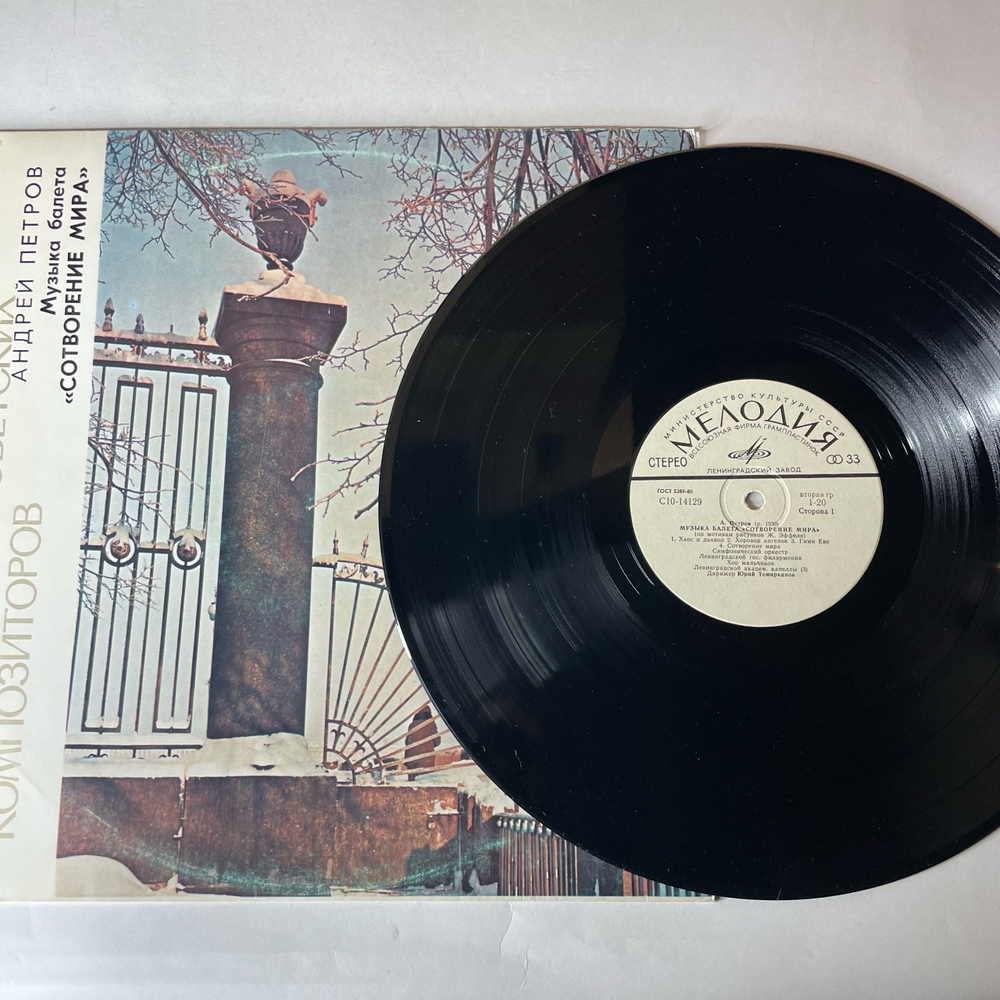 КОМПОЗИТОРОВ
АНДРЕЙ ПЕТРОВ
Музыка балета
«СОТВОРЕНИЕ МИРА»
МИНИСТЕРСТВО КУЛЬТУРЫ СССР
МЕЛОДИЯ
ВСЕСОЮЗНАЯ ФИРМА ГРАМПЛАСТИНОК
СТЕРЕО
33
ЛЕНИНГРАДСКИЙ ЗАВОД
ГОСТ 5289-80
С10-14129
вторая гр
1-20
Сторона 1
А. Петров (р. 1930)
МУЗЫКА БАЛЕТА «СОТВОРЕНИЕ МИРА»
(по мотивам рисунков Ж. Эффеля)
1. Хаос и дьявол 2. Хоровод ангелов 3. Гимн Еве
4. Сотворение мира
Симфонический оркестр
Ленинградской гос. филармонии
Хор мальчиков
Ленинградской академ. капеллы (3)
Дирижер Юрий Темирканов